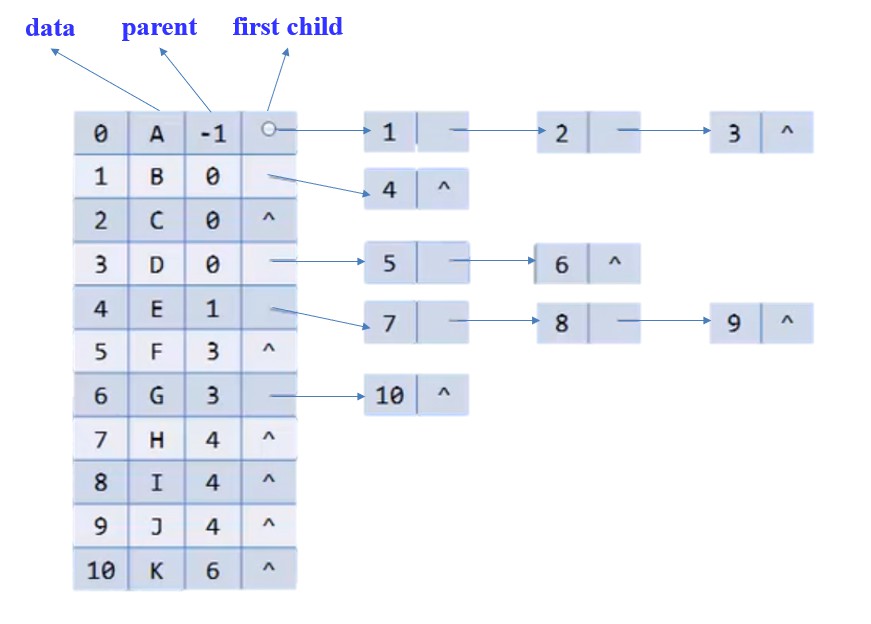 data parent first child
0 A -1 1 2 3 ^
1 B 0 4 ^
2 C 0 ^
3 D 0 5 6 ^
4 E 1 7 8 9 ^
5 F 3 ^
6 G 3 10 ^
7 H 4 ^
8 I 4 ^
9 J 4 ^
10 K 6 ^